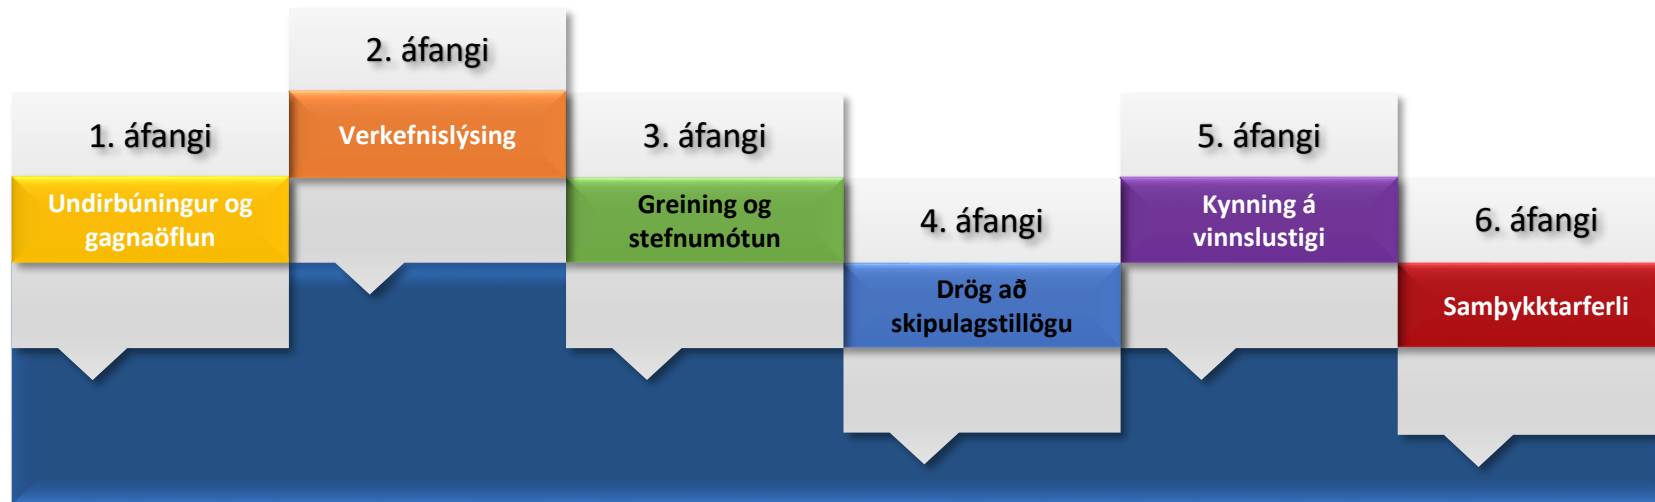 1. áfangi
Undirbúningur og
gagnaöflun
2. áfangi
Verkefnislýsing
3. áfangi
Greining og
stefnumótun
4. áfangi
Drög að
skipulagstillögu
5. áfangi
Kynning á
vinnslustigi
6. áfangi
Samþykktarferli